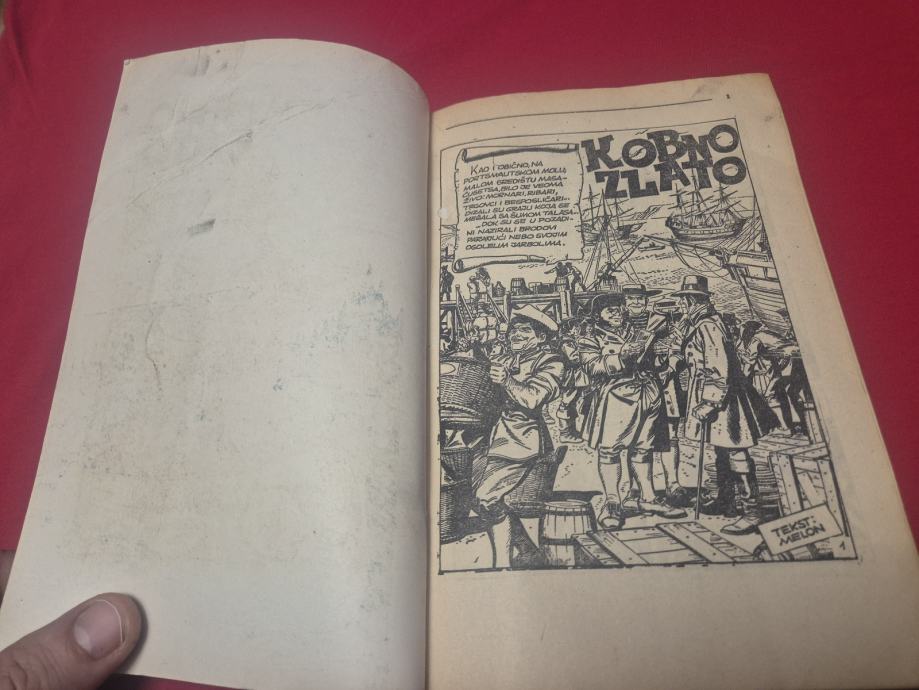 1
KOBNO
ZLATO
KAO I OBIČNO, NA
PORTSMAUTSKOM MOLU,
MALOM SREDIŠTU MASA-
ČUSETSA, BILO JE VEOMA
ŽIVO! MORNARI, RIBARI,
TRGOVCI I BESPOSLIČARI...
DIZALI SU GRAJU KOJA SE
MEŠALA SA ŠUMOM TALASA...
...DOK SU SE U POZADI-
NI NAZIRALI BRODOVI
PARAJUĆI NEBO SVOJIM
OGOLELIM JARBOLIMA.
TEKST:
MELON
1